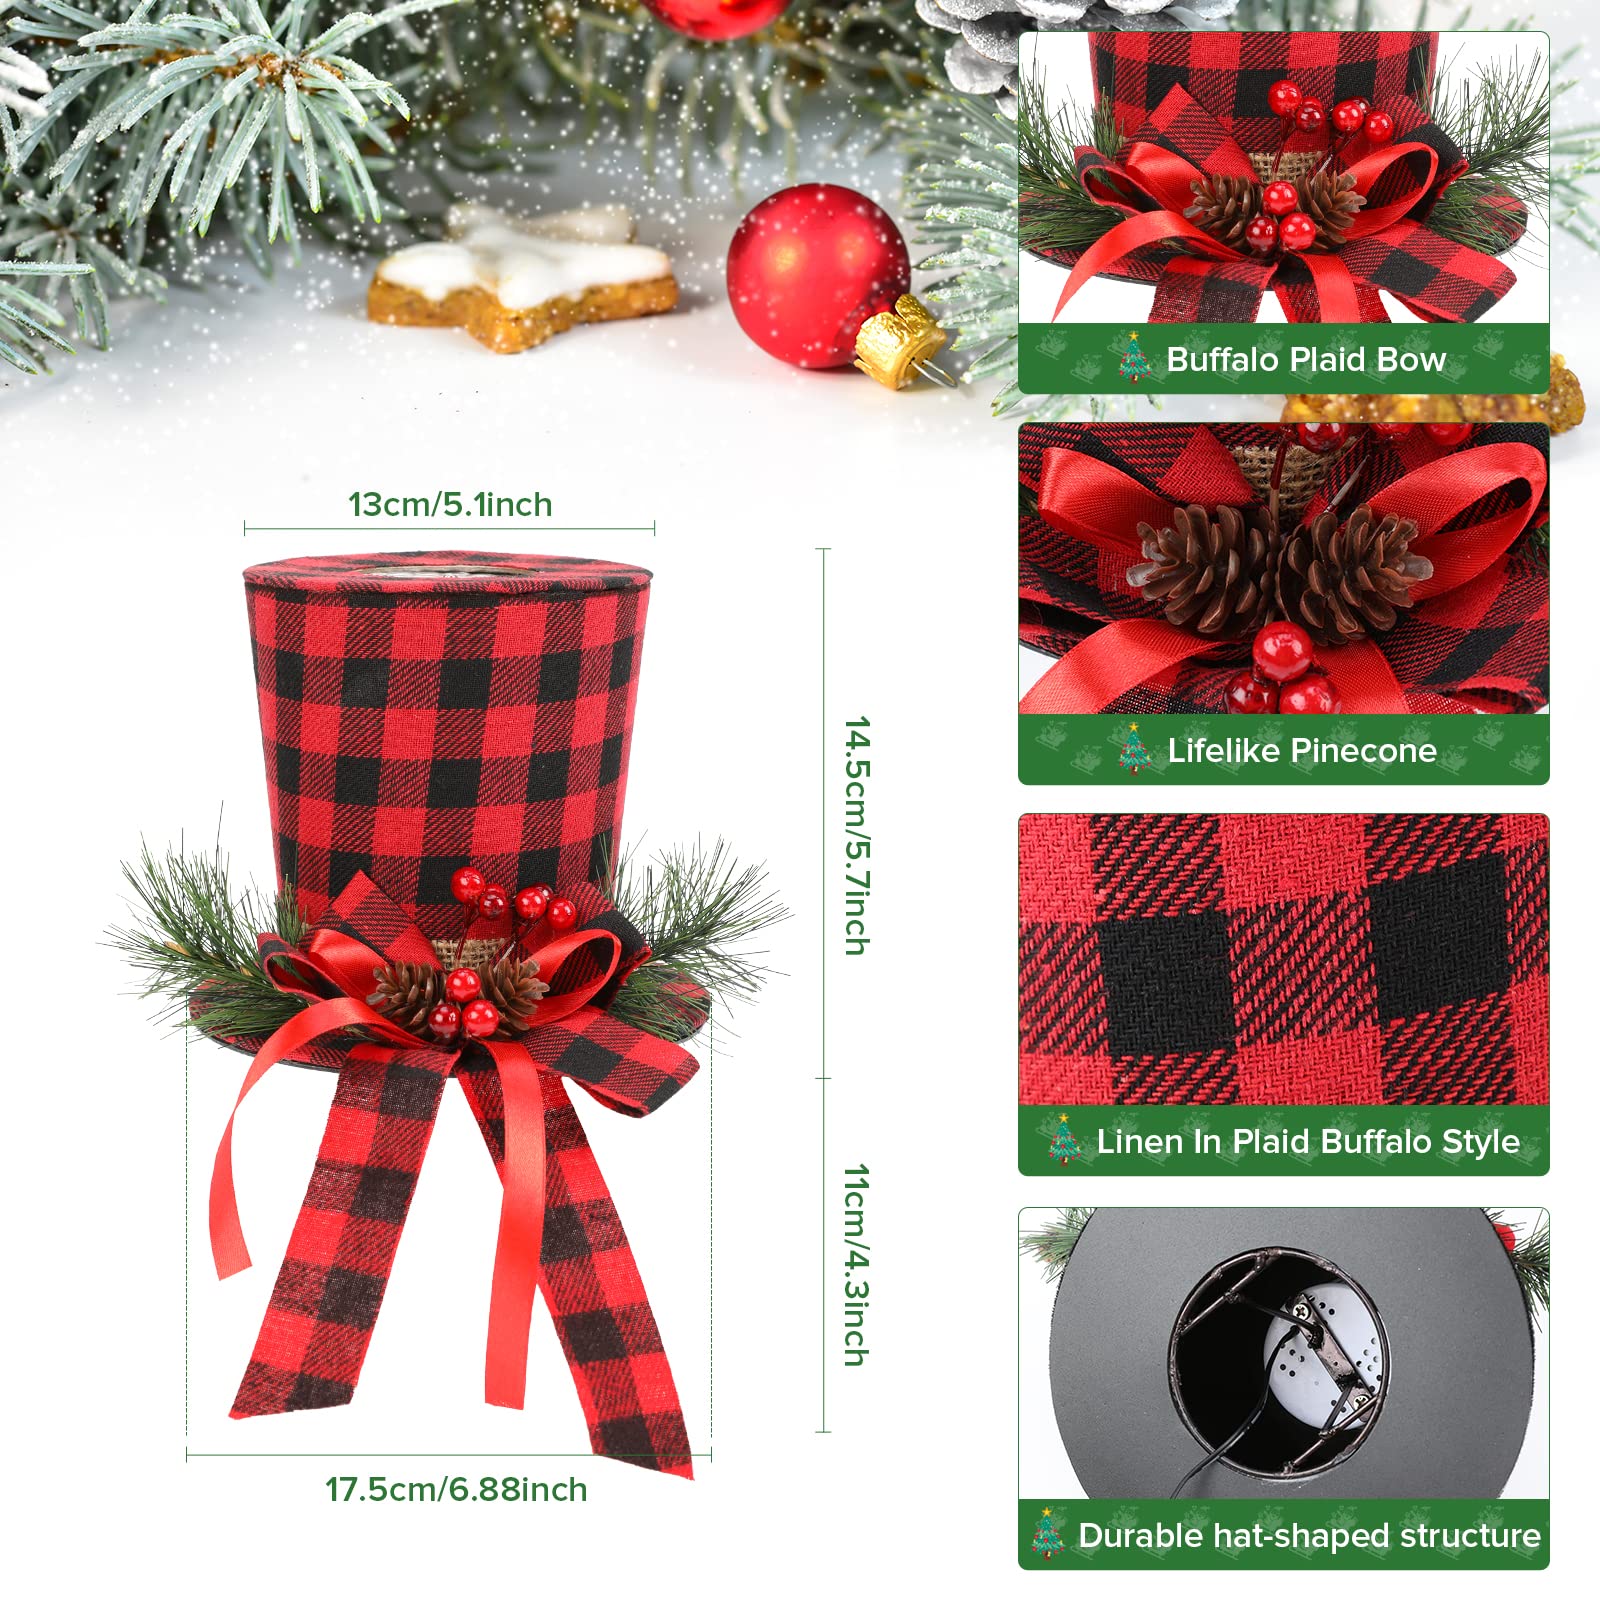 13cm/5.1inch
14.5cm/5.7inch
11cm/4.3inch
17.5cm/6.88inch
Buffalo Plaid Bow
Lifelike Pinecone
Linen In Plaid Buffalo Style
Durable hat-shaped structure